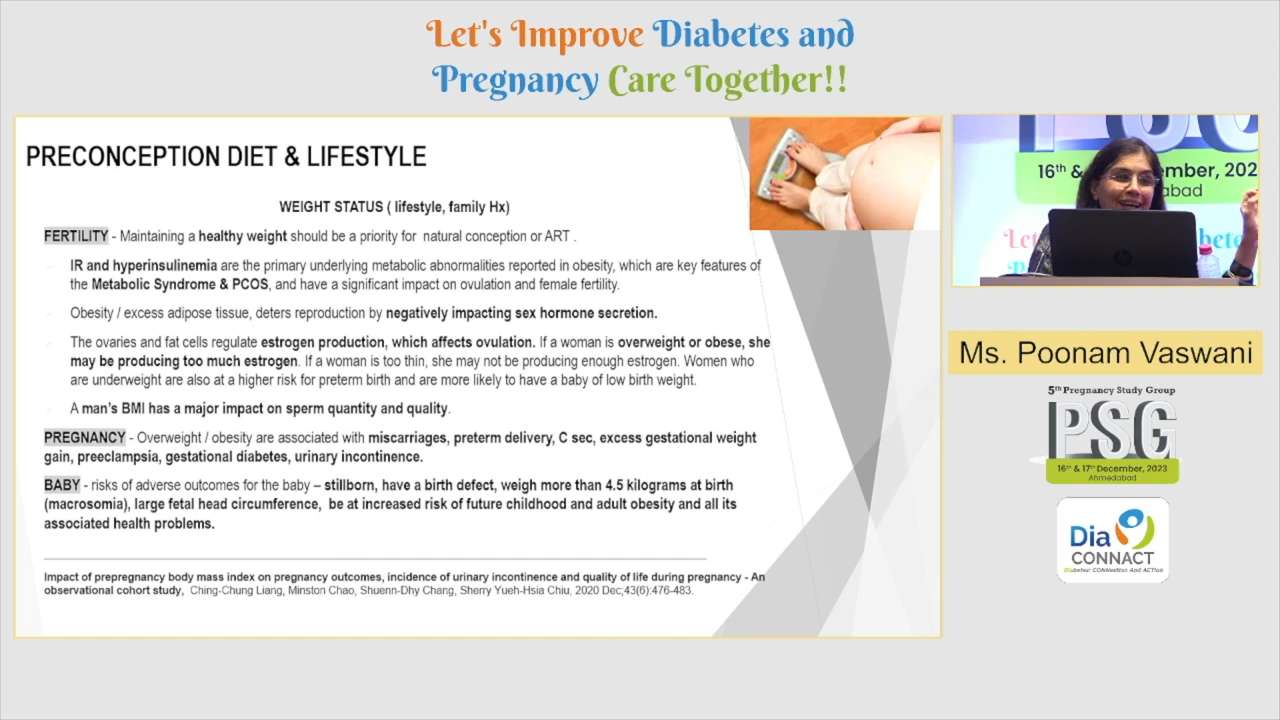 Let's Improve Diabetes and
Pregnancy Care Together!!
PRECONCEPTION DIET & LIFESTYLE
WEIGHT STATUS ( lifestyle, family Hx)
FERTILITY - Maintaining a healthy weight should be a priority for natural conception or ART .
IR and hyperinsulinemia are the primary underlying metabolic abnormalities reported in obesity, which are key features of
the Metabolic Syndrome & PCOS, and have a significant impact on ovulation and female fertility.
Obesity / excess adipose tissue, deters reproduction by negatively impacting sex hormone secretion.
The ovaries and fat cells regulate estrogen production, which affects ovulation. If a woman is overweight or obese, she
may be producing too much estrogen. If a woman is too thin, she may not be producing enough estrogen. Women who
are underweight are also at a higher risk for preterm birth and are more likely to have a baby of low birth weight.
A man's BMI has a major impact on sperm quantity and quality.
PREGNANCY - Overweight / obesity are associated with miscarriages, preterm delivery, C sec, excess gestational weight
gain, preeclampsia, gestational diabetes, urinary incontinence.
BABY - risks of adverse outcomes for the baby – stillborn, have a birth defect, weigh more than 4.5 kilograms at birth
(macrosomia), large fetal head circumference, be at increased risk of future childhood and adult obesity and all its
associated health problems.
Impact of prepregnancy body mass index on pregnancy outcomes, incidence of urinary incontinence and quality of life during pregnancy - An
observational cohort study, Ching-Chung Liang, Minston Chao, Shuenn-Dhy Chang, Sherry Yueh-Hsia Chiu, 2020 Dec;43(6):476-483.
16th & ember, 202
abad
Let
hp
Ms. Poonam Vaswani
5th Pregnancy Study Group
PSG
16th & 17th December, 2023
Ahmedabad
Dia
CONNACT
Diabetes: CONNection And ACTion